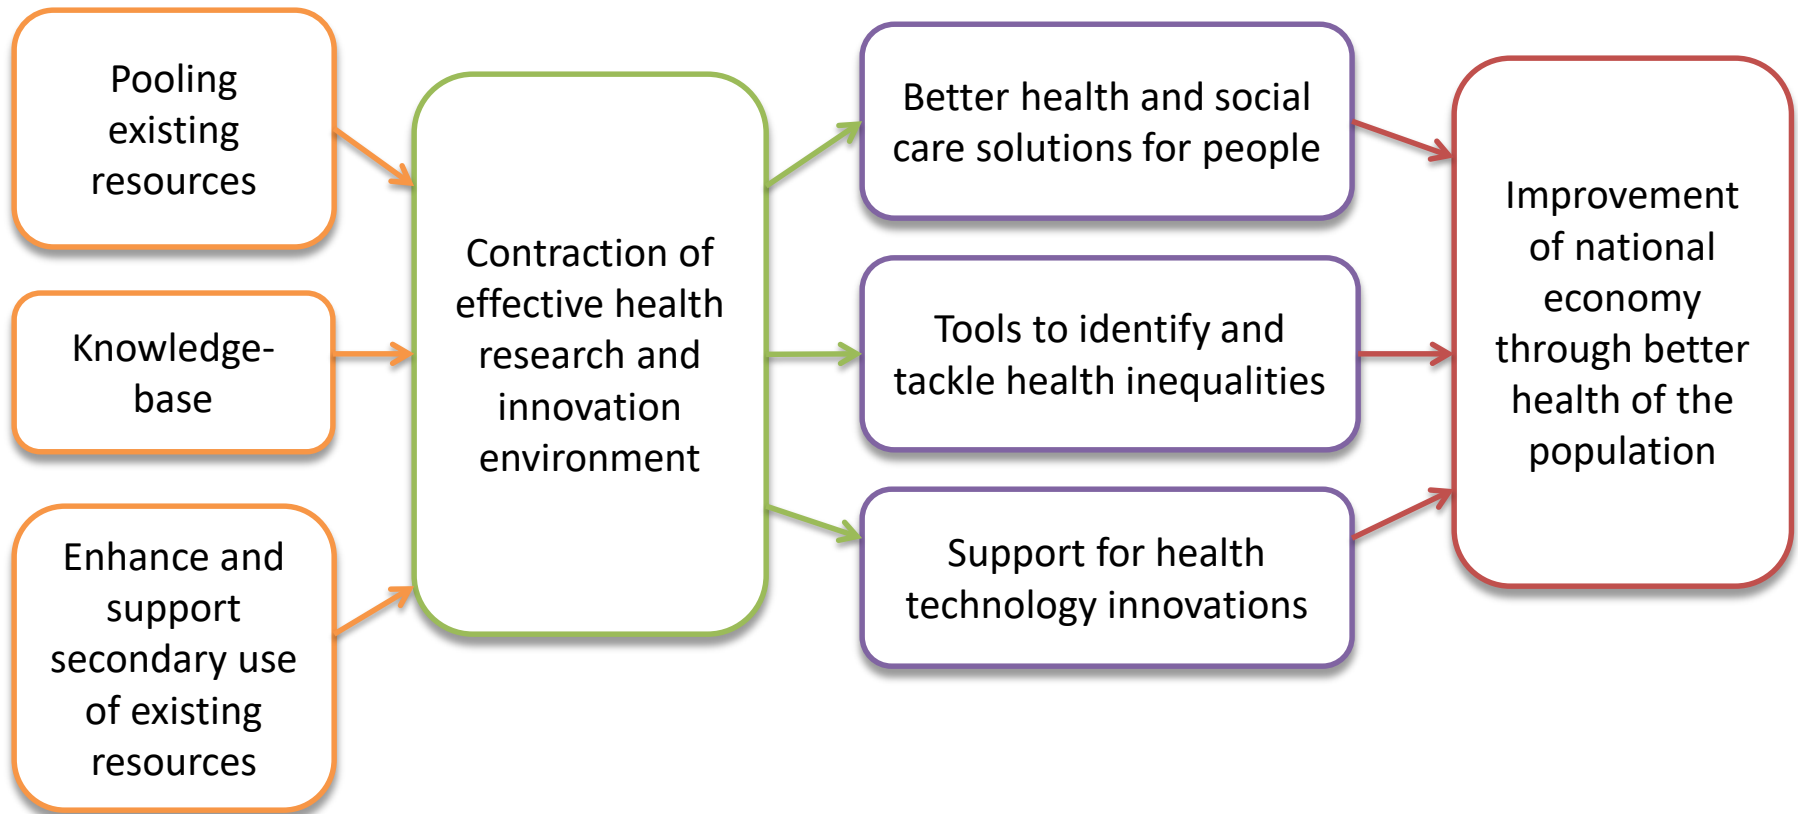 Pooling
existing
resources
Knowledge-
base
Enhance and
support
secondary use
of existing
resources
Contraction of
effective health
research and
innovation
environment
Better health and social
care solutions for people
Tools to identify and
tackle health inequalities
Support for health
technology innovations
Improvement
of national
economy
through better
health of the
population